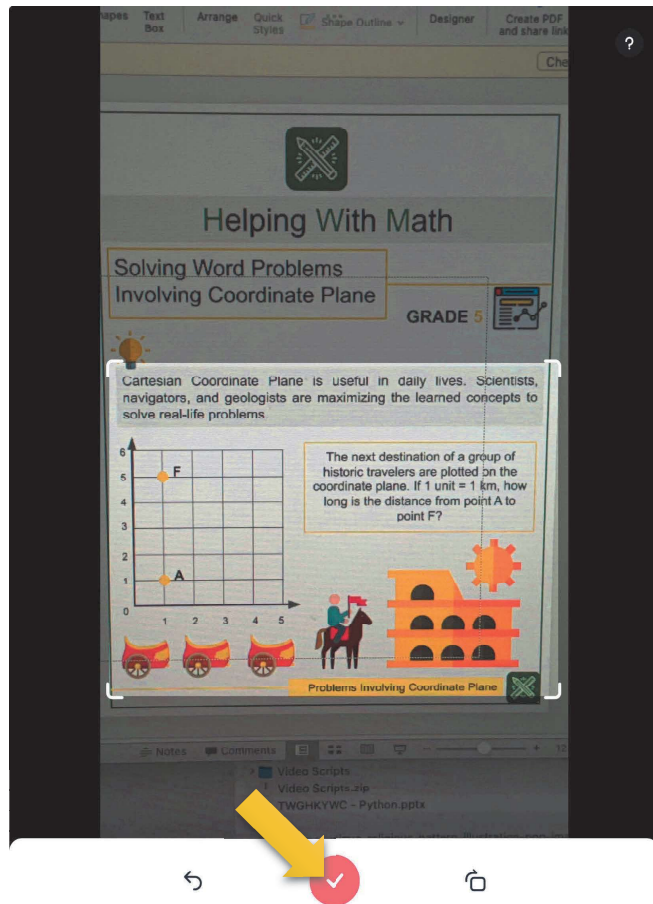 Shapes Text Box Arrange Quick Styles Shape Outline Designer Create PDF and share link
?
Che
Helping With Math
Solving Word Problems
Involving Coordinate Plane
GRADE 5
Cartesian Coordinate Plane is useful in daily lives. Scientists,
navigators, and geologists are maximizing the learned concepts to
solve real-life problems.
The next destination of a group of
historic travelers are plotted on the
coordinate plane. If 1 unit = 1 km, how
long is the distance from point A to
point F?
6
5 F
4
3
2
1 A
0
1 2 3 4 5
Problems Involving Coordinate Plane
Notes Comments 12
Video Scripts
Video Scripts.zip
TWGHKYWC - Python.pptx